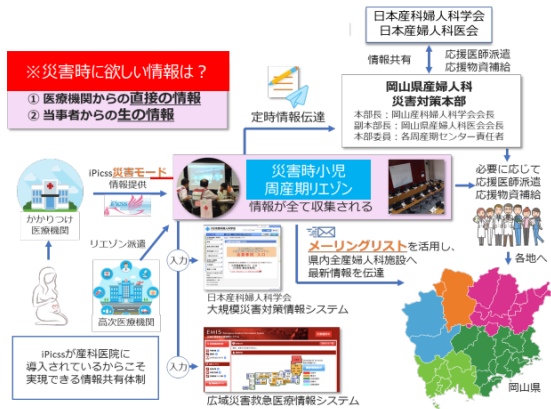 ※災害時に欲しい情報は？
① 医療機関からの直接の情報
② 当事者からの生の情報
日本産科婦人科学会
日本産婦人科医会
情報共有
応援医師派遣
応援物資補給
定時情報伝達
岡山県産婦人科
災害対策本部
本部長：岡山産科婦人科学会会長
副本部長：岡山県産婦人科医会会長
本部委員：各周産期センター責任者
iPicss災害モード
情報提供
かかりつけ
医療機関
災害時小児
周産期リエゾン
情報が全て収集される
必要に応じて
応援医師派遣
応援物資補給
リエゾン派遣
高次医療機関
入力
日本産科婦人科学会
大規模災害対策情報システム
メーリングリストを活用し、
県内全産婦人科施設へ
最新情報を伝達
各地へ
iPicssが産科医院に
導入されているからこそ
実現できる情報共有体制
入力
EMIS
広域災害救急医療情報システム
岡山県